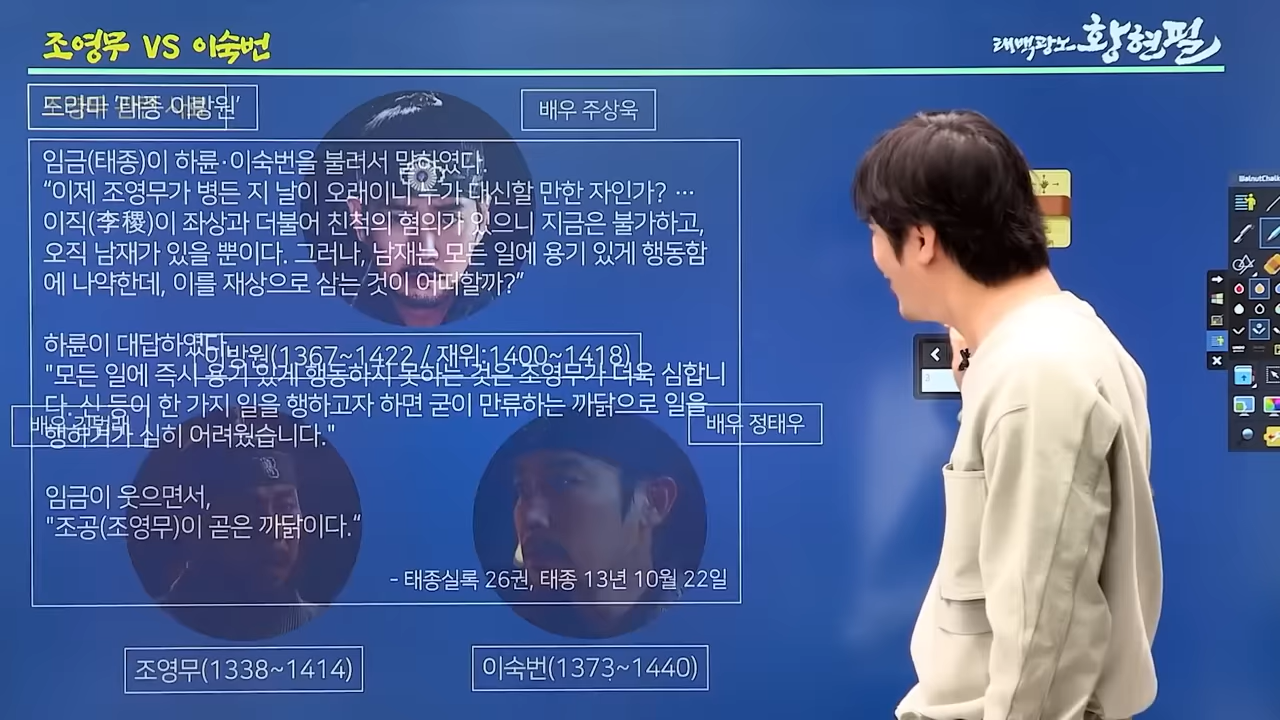 조영무 VS 이숙번
래백광노 황현필
드라마 '태종 이방원'
배우 주상욱
임금(태종)이 하륜·이숙번을 불러서 말하였다.
“이제 조영무가 병든 지 날이 오래이니 누가 대신할 만한 자인가? …
이직(李稷)이 좌상과 더불어 친척의 혐의가 있으니 지금은 불가하고,
오직 남재가 있을 뿐이다. 그러나, 남재는 모든 일에 용기 있게 행동함
에 나약한데, 이를 재상으로 삼는 것이 어떠할까?”
하륜이 대답하였다.
이방원(1367~1422 / 재위:1400~1418)
"모든 일에 즉시 용기 있게 행동하지 못하는 것은 조영무가 더욱 심합니
다. 신 등이 한 가지 일을 행하고자 하면 굳이 만류하는 까닭으로 일을
행하기가 심히 어려웠습니다."
배우
배우 정태우
임금이 웃으면서,
"조공(조영무)이 곧은 까닭이다.“
- 태종실록 26권, 태종 13년 10월 22일
조영무(1338~1414)
이숙번(1373~1440)